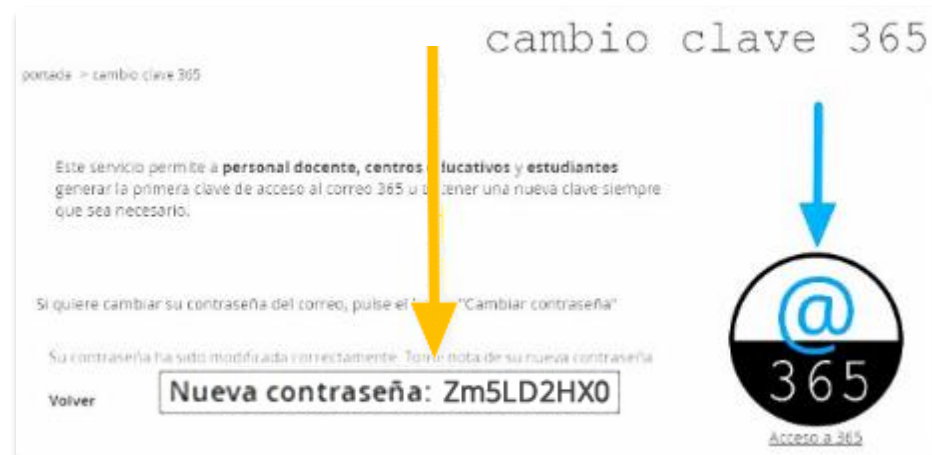 cambio clave 365
portada > cambio clave 365
Este servicio permite a personal docente, centros educativos y estudiantes
generar la primera clave de acceso al correo 365 u obtener una nueva clave siempre
que sea necesario.
Si quiere cambiar su contraseña del correo, pulse el "Cambiar contraseña"
Su contraseña ha sido modificada correctamente. Tome nota de su nueva contraseña
Nueva contraseña: Zm5LD2HX0
Volver
@
365
Acceso a 365